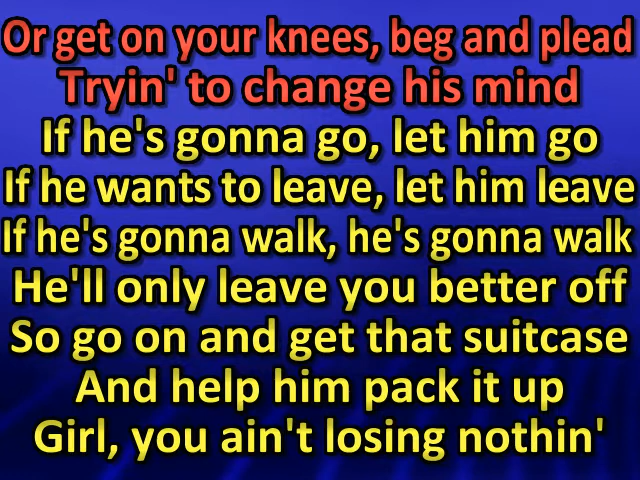 Or get on your knees, beg and plead
Tryin' to change his mind
If he's gonna go, let him go
If he wants to leave, let him leave
If he's gonna walk, he's gonna walk
He'll only leave you better off
So go on and get that suitcase
And help him pack it up
Girl, you ain't losing nothin'